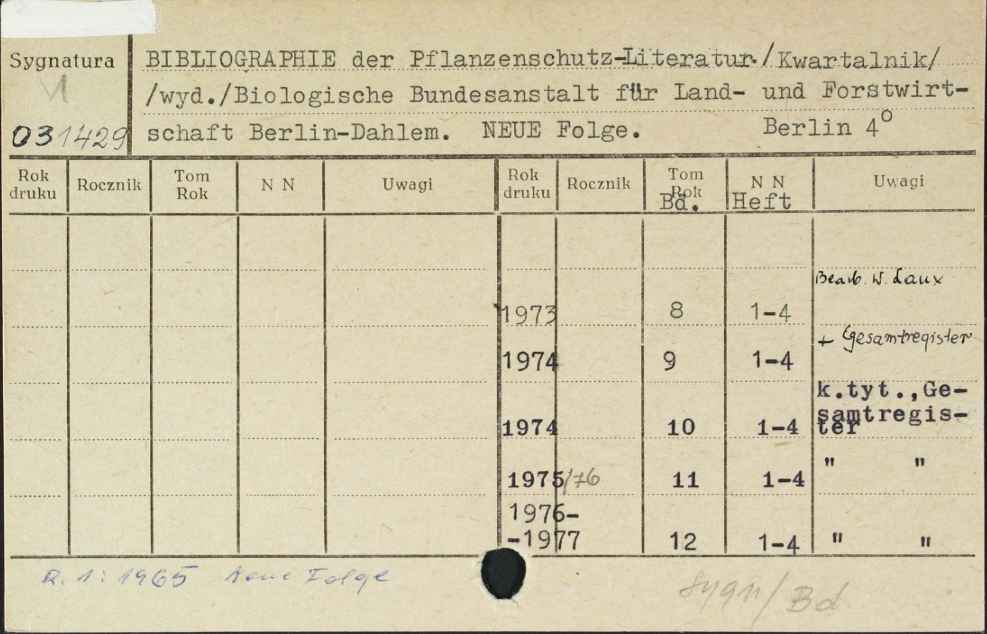 Sygnatura
1
031429
BIBLIOGRAPHIE der Pflanzenschutz-Literatur./Kwartalnik/
/wyd./Biologische Bundesanstalt für Land- und Forstwirt-
schaft Berlin-Dahlem. NEUE Folge. Berlin 4°
Rok druku Rocznik Tom Rok N N Uwagi Rok druku Rocznik Tom Rok N N Uwagi
Bd. Heft
Bearb. W. Laux
1973 8 1-4
+ Gesamtregister
1974 9 1-4
k.tyt.,Ge-
samtregis-
ter
1974 10 1-4
" "
1975/76 11 1-4
1976-
-1977 12 1-4 " "
R. 1: 1965 Neue Folge
sygn/Bd